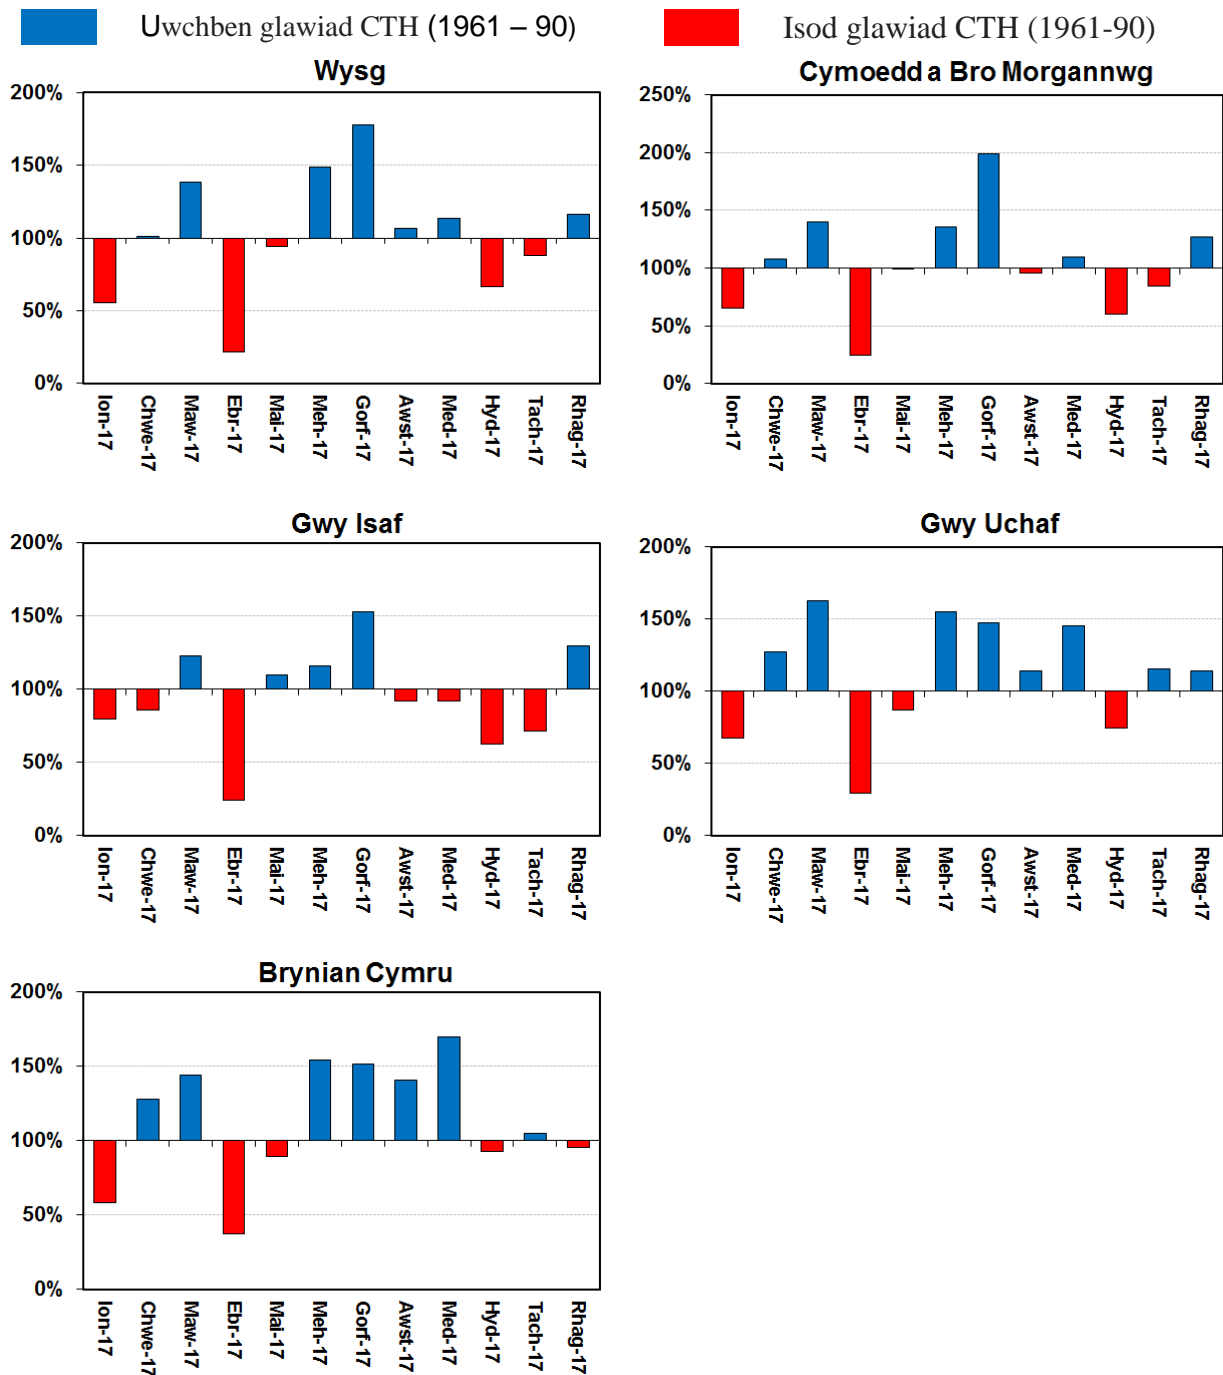 Uwchben glawiad CTH (1961 – 90)
Isod glawiad CTH (1961-90)
Wysg
200%
150%
100%
50%
0%
Ion-17
Chwe-17
Maw-17
Ebr-17
Mai-17
Meh-17
Gorf-17
Awst-17
Med-17
Hyd-17
Tach-17
Rhag-17
Cymoedd a Bro Morgannwg
250%
200%
150%
100%
50%
0%
Ion-17
Chwe-17
Maw-17
Ebr-17
Mai-17
Meh-17
Gorf-17
Awst-17
Med-17
Hyd-17
Tach-17
Rhag-17
Gwy Isaf
200%
150%
100%
50%
0%
Ion-17
Chwe-17
Maw-17
Ebr-17
Mai-17
Meh-17
Gorf-17
Awst-17
Med-17
Hyd-17
Tach-17
Rhag-17
Gwy Uchaf
200%
150%
100%
50%
0%
Ion-17
Chwe-17
Maw-17
Ebr-17
Mai-17
Meh-17
Gorf-17
Awst-17
Med-17
Hyd-17
Tach-17
Rhag-17
Brynian Cymru
200%
150%
100%
50%
0%
Ion-17
Chwe-17
Maw-17
Ebr-17
Mai-17
Meh-17
Gorf-17
Awst-17
Med-17
Hyd-17
Tach-17
Rhag-17